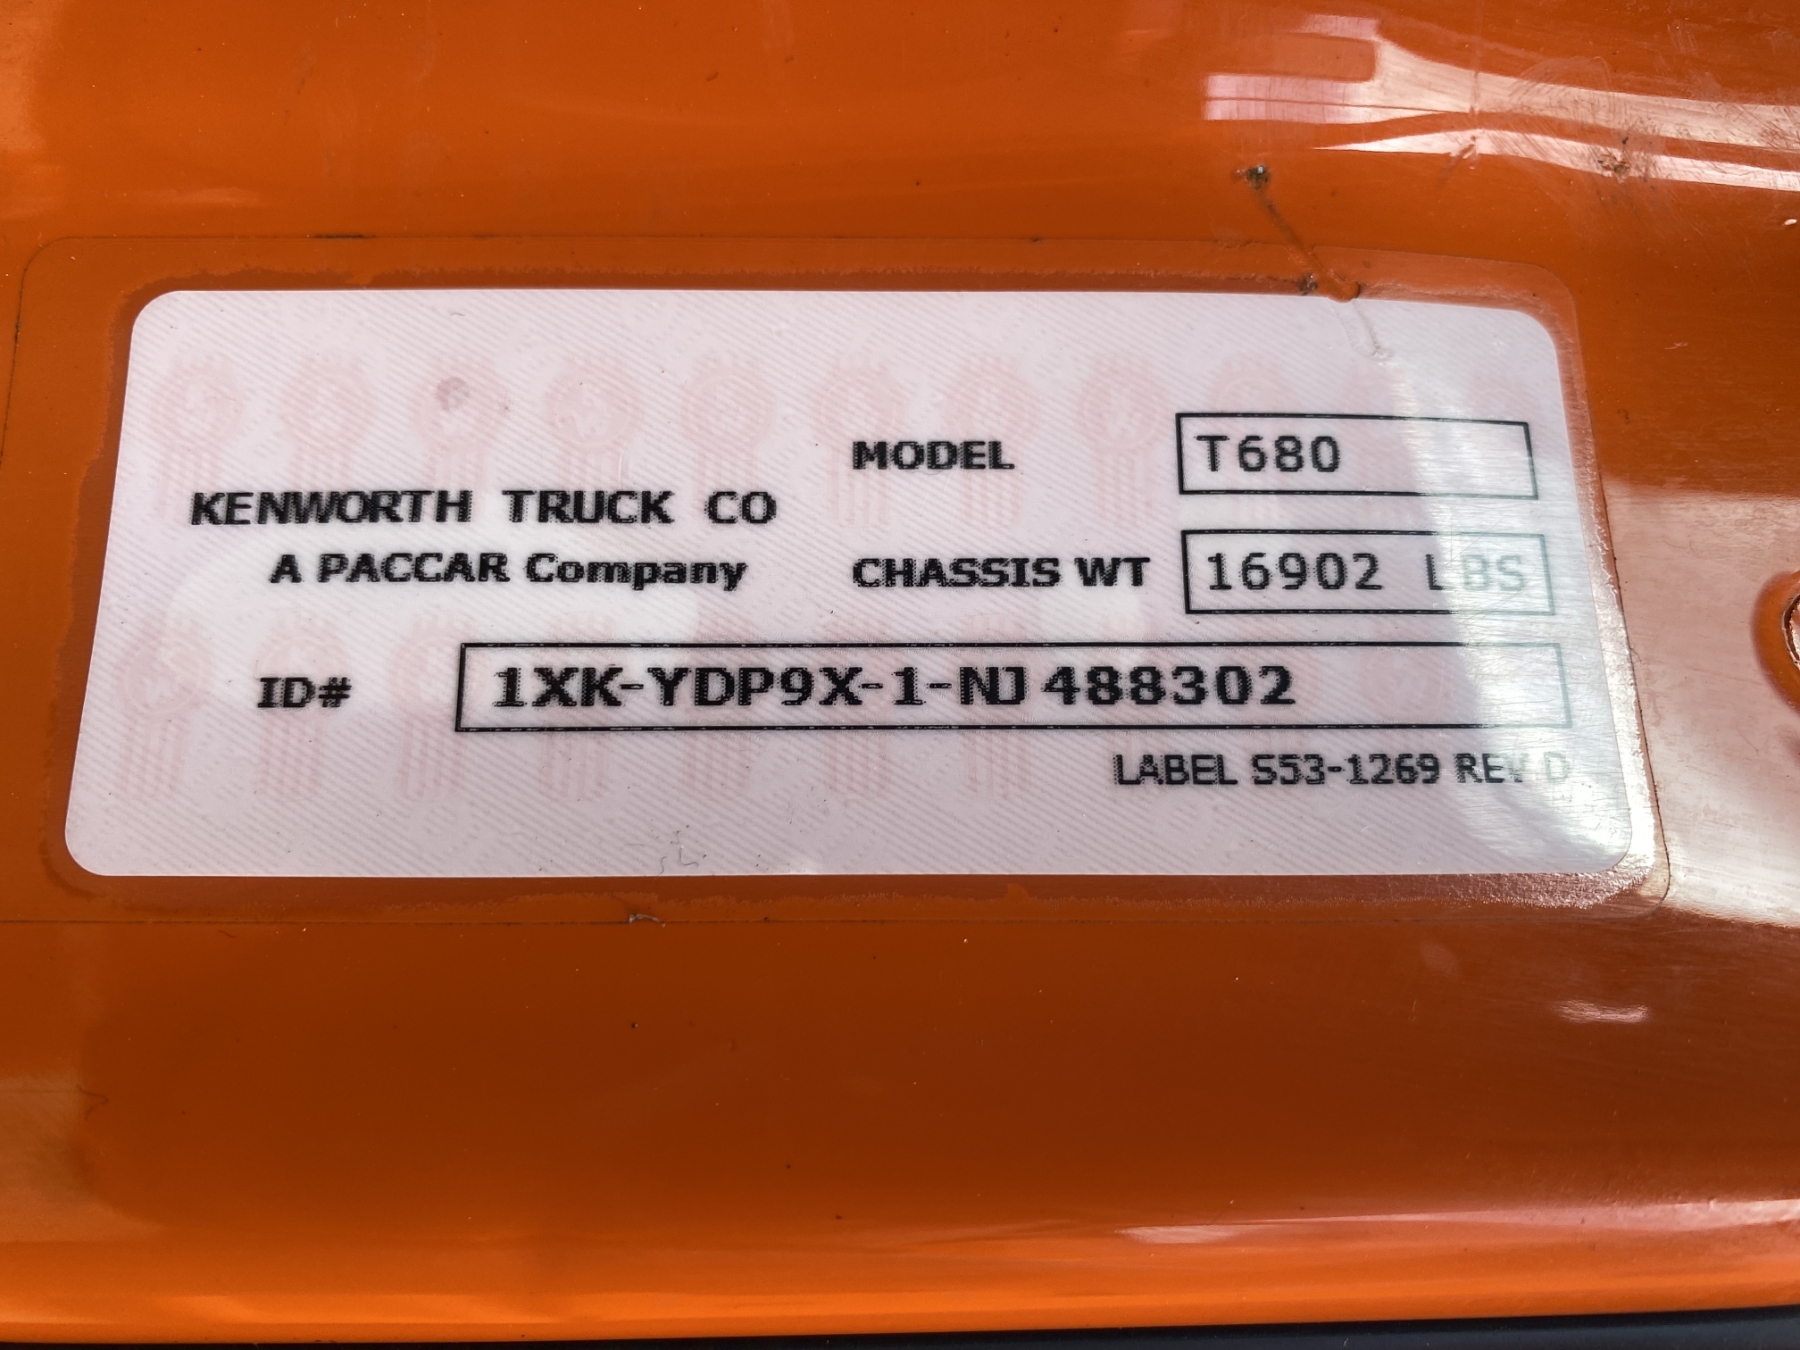 MODEL T680
KENWORTH TRUCK CO
A PACCAR Company
CHASSIS WT 16902 LBS
ID# 1XK-YDP9X-1-NJ488302
LABEL S53-1269 REV D